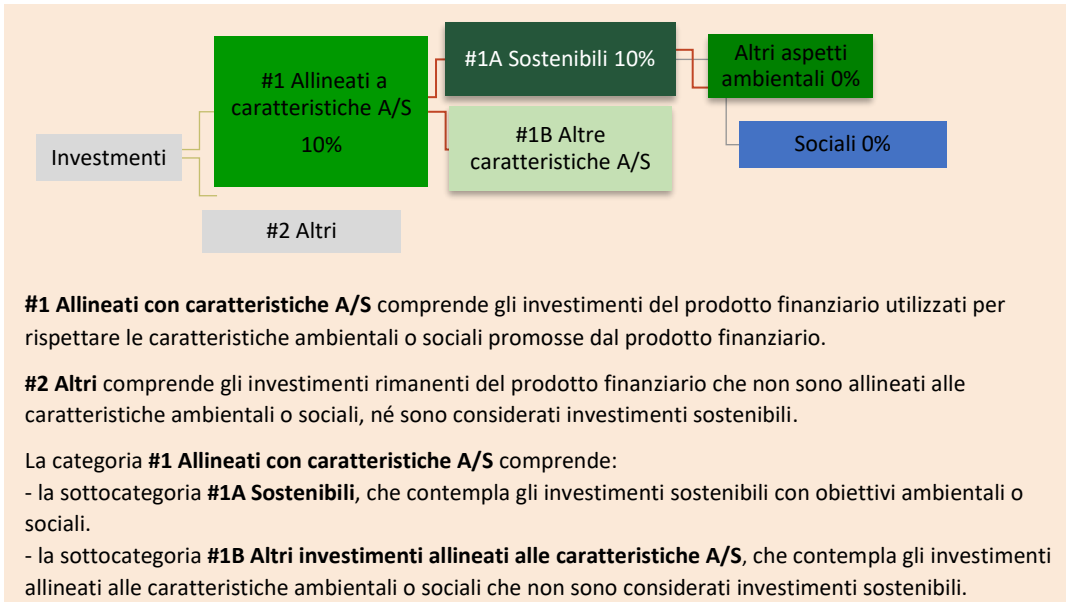 Investmenti
#1 Allineati a
caratteristiche A/S
10%
#2 Altri
#1A Sostenibili 10%
#1B Altre
caratteristiche A/S
Altri aspetti
ambientali 0%
Sociali 0%
#1 Allineati con caratteristiche A/S comprende gli investimenti del prodotto finanziario utilizzati per
rispettare le caratteristiche ambientali o sociali promosse dal prodotto finanziario.
#2 Altri comprende gli investimenti rimanenti del prodotto finanziario che non sono allineati alle
caratteristiche ambientali o sociali, né sono considerati investimenti sostenibili.
La categoria #1 Allineati con caratteristiche A/S comprende:
- la sottocategoria #1A Sostenibili, che contempla gli investimenti sostenibili con obiettivi ambientali o
sociali.
- la sottocategoria #1B Altri investimenti allineati alle caratteristiche A/S, che contempla gli investimenti
allineati alle caratteristiche ambientali o sociali che non sono considerati investimenti sostenibili.